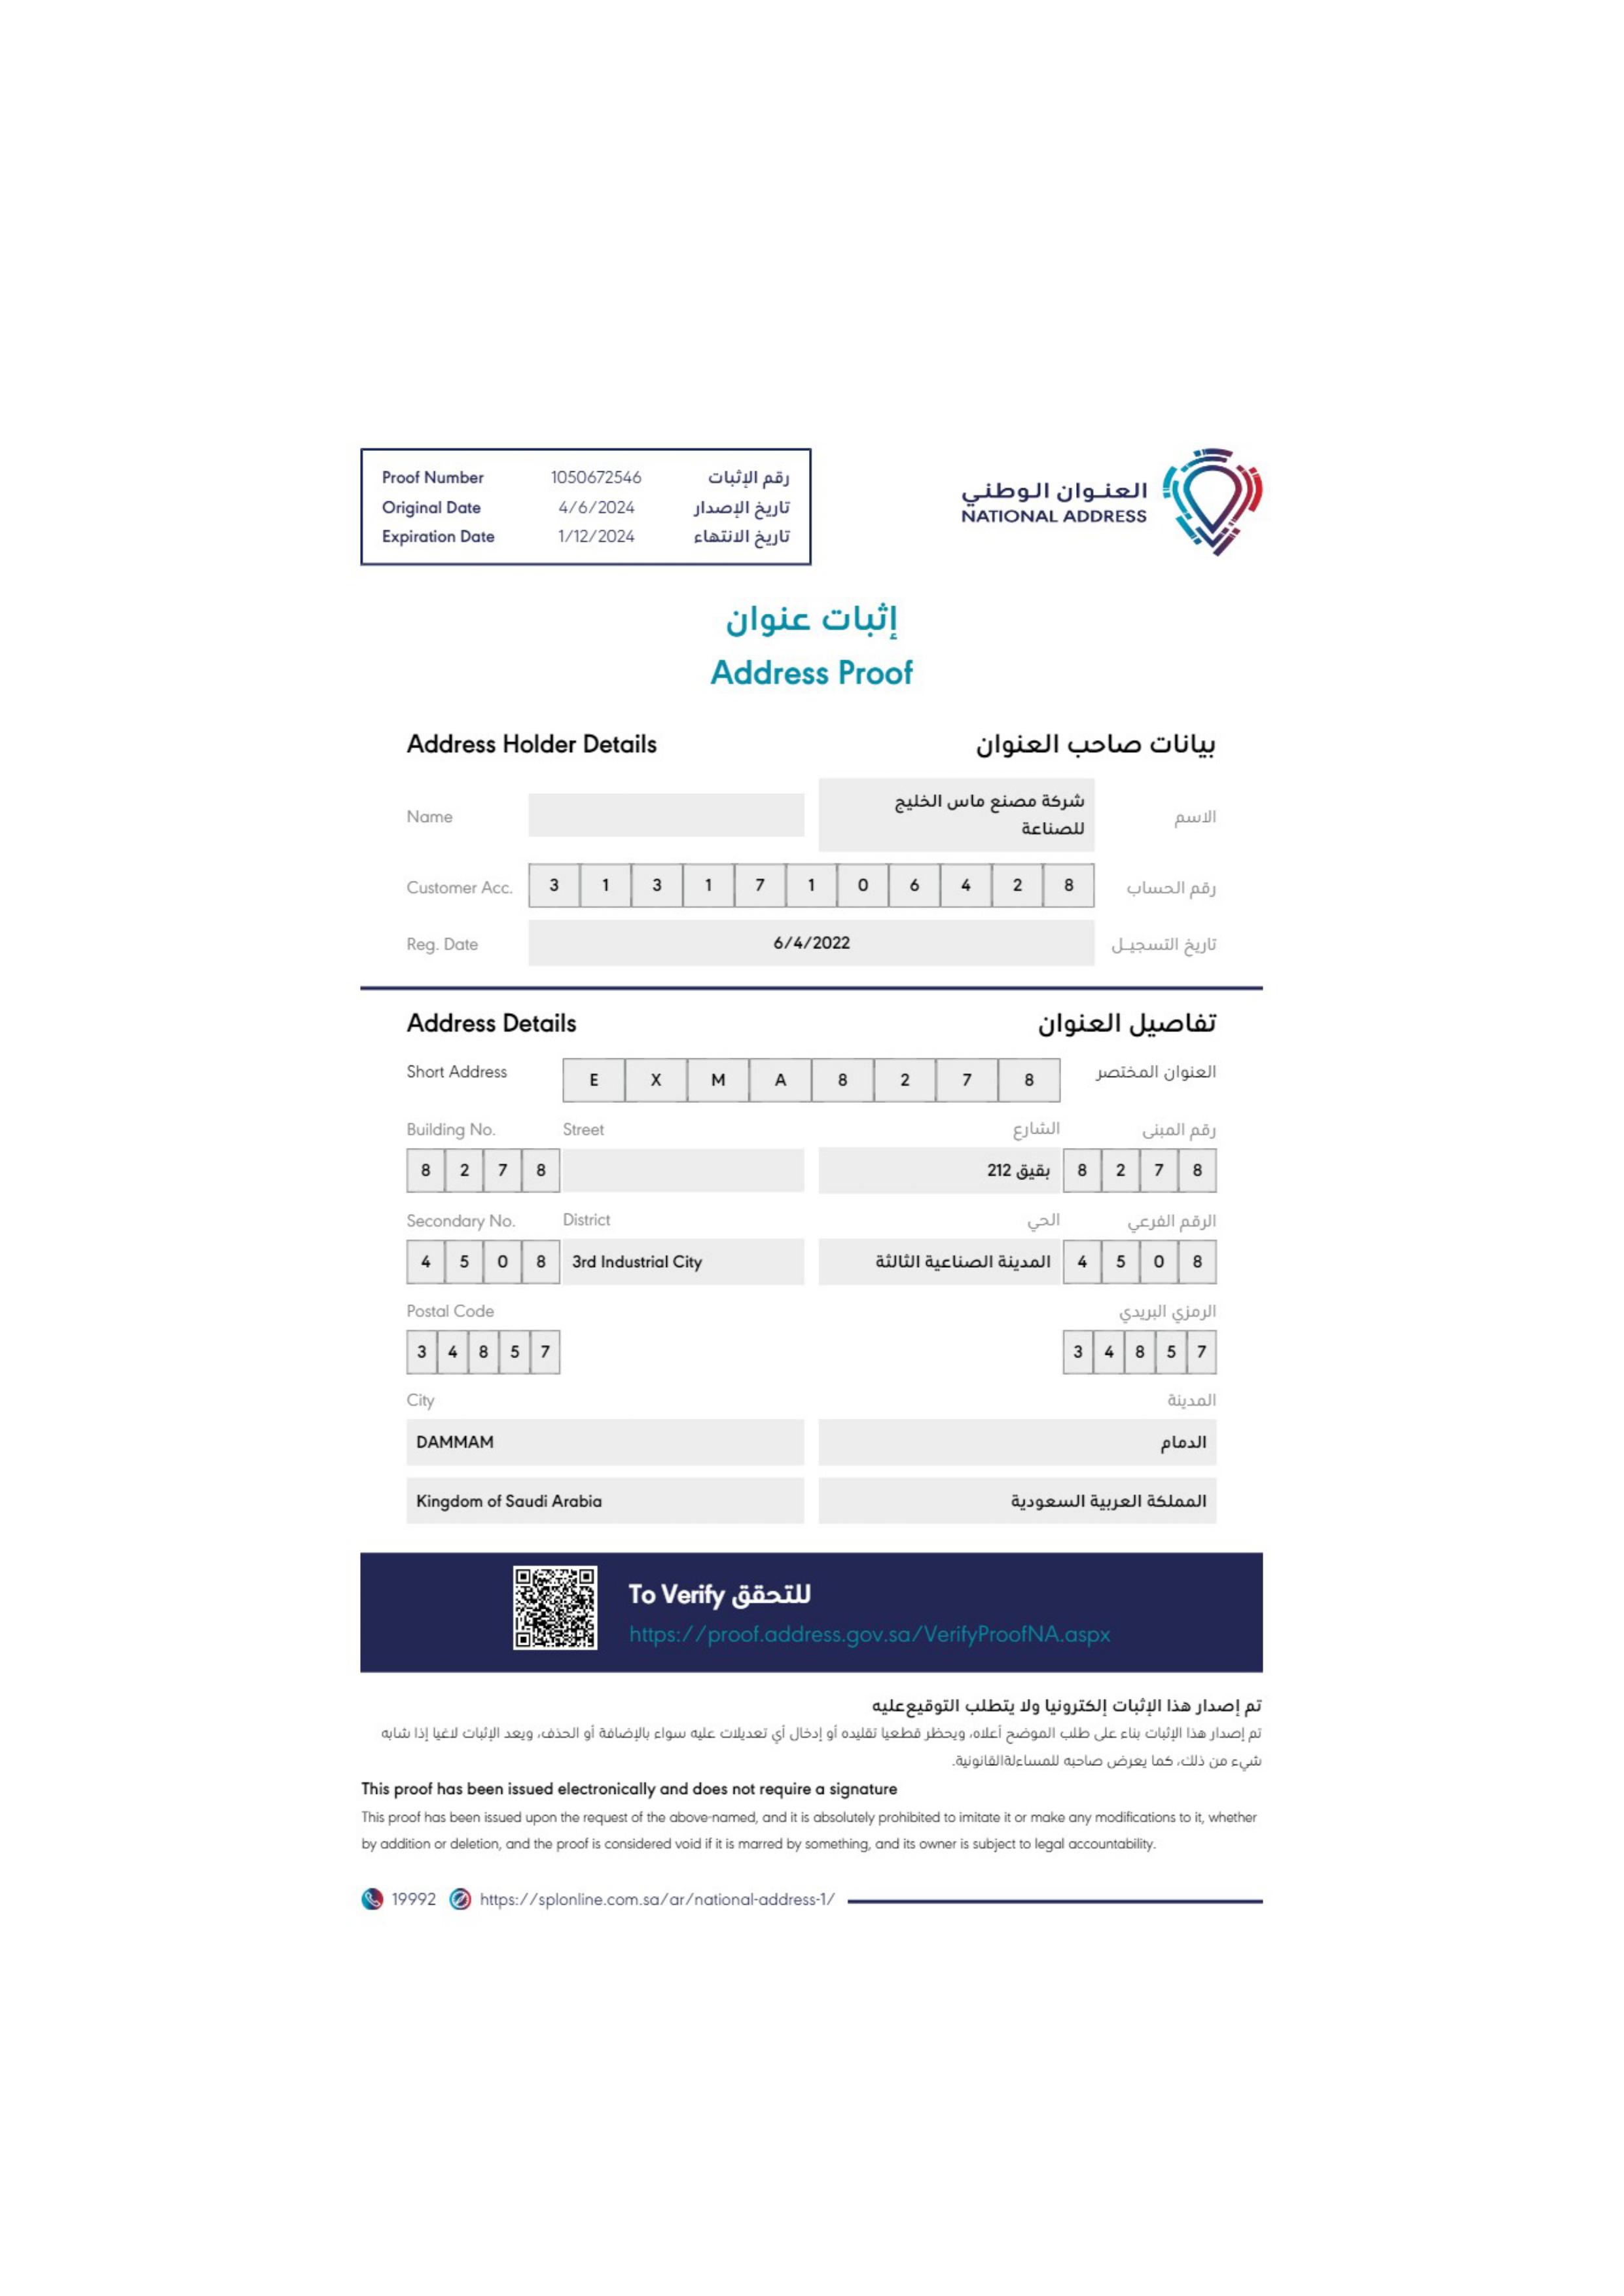 Proof Number 1050672546 رقم الإثبات
Original Date 4/6/2024 تاريخ الإصدار
Expiration Date 1/12/2024 تاريخ الانتهاء
العنوان الوطني
NATIONAL ADDRESS
إثبات عنوان
Address Proof
Address Holder Details بيانات صاحب العنوان
Name شركة مصنع ماس الخليج الاسم
للصناعة
Customer Acc. 3 1 3 1 7 1 0 6 4 2 8 رقم الحساب
Reg. Date 6/4/2022 تاريخ التسجيـل
Address Details تفاصيل العنوان
Short Address E X M A 8 2 7 8 العنوان المختصر
Building No. Street الشارع رقم المبنى
8 2 7 8 بقيق 212 8 2 7 8
Secondary No. District الحي الرقم الفرعي
4 5 0 8 3rd Industrial City المدينة الصناعية الثالثة 4 5 0 8
Postal Code الرمزي البريدي
3 4 8 5 7 3 4 8 5 7
City المدينة
DAMMAM الدمام
Kingdom of Saudi Arabia المملكة العربية السعودية
To Verify للتحقق
https://proof.address.gov.sa/VerifyProofNA.aspx
تم إصدار هذا الإثبات إلكترونيا ولا يتطلب التوقيع عليه
تم إصدار هذا الإثبات بناء على طلب الموضح أعلاه، ويحظر قطعيا تقليده أو إدخال أي تعديلات عليه سواء بالإضافة أو الحذف، ويعد الإثبات لاغيا إذا شابه
شيء من ذلك، كما يعرض صاحبه للمساءلةالقانونية.
This proof has been issued electronically and does not require a signature
This proof has been issued upon the request of the above-named, and it is absolutely prohibited to imitate it or make any modifications to it, whether
by addition or deletion, and the proof is considered void if it is marred by something, and its owner is subject to legal accountability.
19992 https://splonline.com.sa/ar/national-address-1/